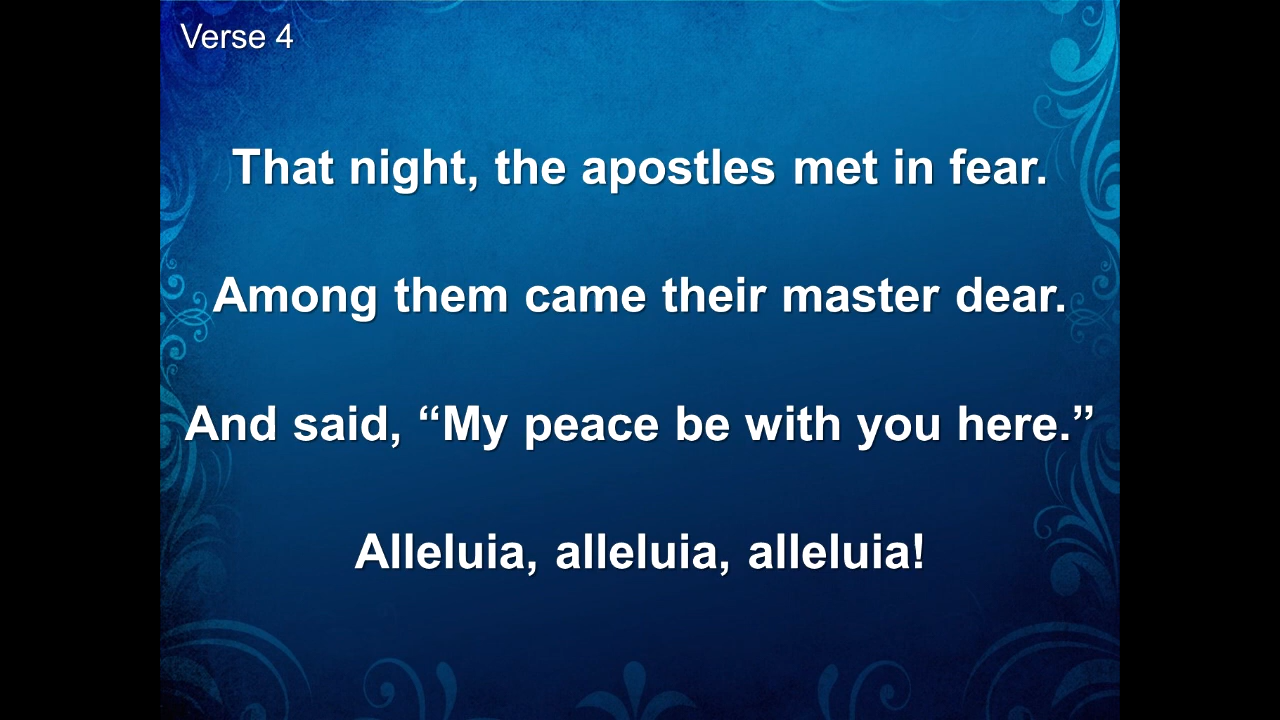 Verse 4
That night, the apostles met in fear.
Among them came their master dear.
And said, “My peace be with you here.”
Alleluia, alleluia, alleluia!